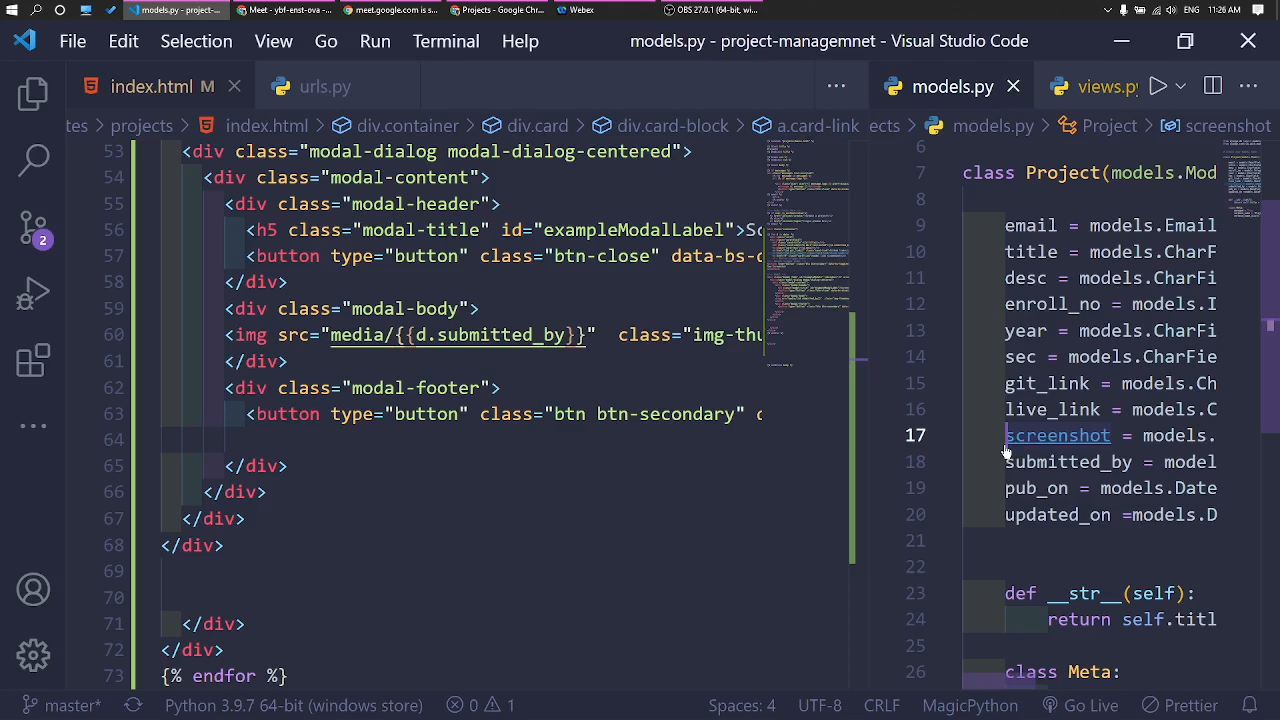 models.py - project-
Meet - ybf-enst-ova -
meet.google.com is s...
Projects - Google Chro...
Webex
OBS 27.0.1 (64-bit, w...
ENG
11:26 AM
File Edit Selection View Go Run Terminal Help
models.py - project-managemnet - Visual Studio Code
index.html M
urls.py
models.py
views.py
tes projects index.html div.container div.card div.card-block a.card-link
ects models.py Project screenshot
53 <div class="modal-dialog modal-dialog-centered">
54 <div class="modal-content">
55 <div class="modal-header">
56 <h5 class="modal-title" id="exampleModalLabel">Sc
57 <button type="button" class="btn-close" data-bs-d
58 </div>
59 <div class="modal-body">
60 <img src="media/{{d.submitted_by}}" class="img-thu
61 </div>
62 <div class="modal-footer">
63 <button type="button" class="btn btn-secondary" d
64
65 </div>
66 </div>
67 </div>
68 </div>
69
70
71 </div>
72 </div>
73 {% endfor %}
6
7 class Project(models.Mod
8
9 email = models.Email
10 title = models.CharF
11 desc = models.CharFi
12 enroll_no = models.I
13 year = models.CharFi
14 sec = models.CharFie
15 git_link = models.Ch
16 live_link = models.C
17 screenshot = models.
18 submitted_by = model
19 pub_on = models.Date
20 updated_on =models.D
21
22
23 def __str__(self):
24 return self.titl
25
26 class Meta:
2
master* Python 3.9.7 64-bit (windows store) 0 1 Spaces: 4 UTF-8 CRLF MagicPython Go Live Prettier